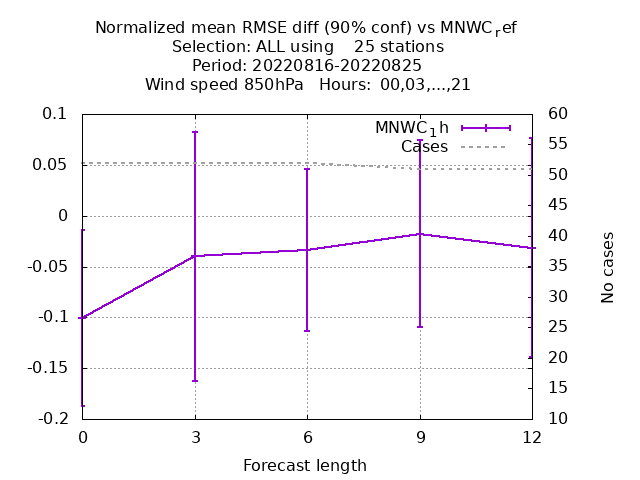 Normalized mean RMSE diff (90% conf) vs MNWC_ref
Selection: ALL using    25 stations
Period: 20220816-20220825
Wind speed 850hPa   Hours: 00,03,...,21
MNWC_1h
Cases
0.1
0.05
0
-0.05
-0.1
-0.15
-0.2
60
55
50
45
40
35
30
25
20
15
10
No cases
0 3 6 9 12
Forecast length